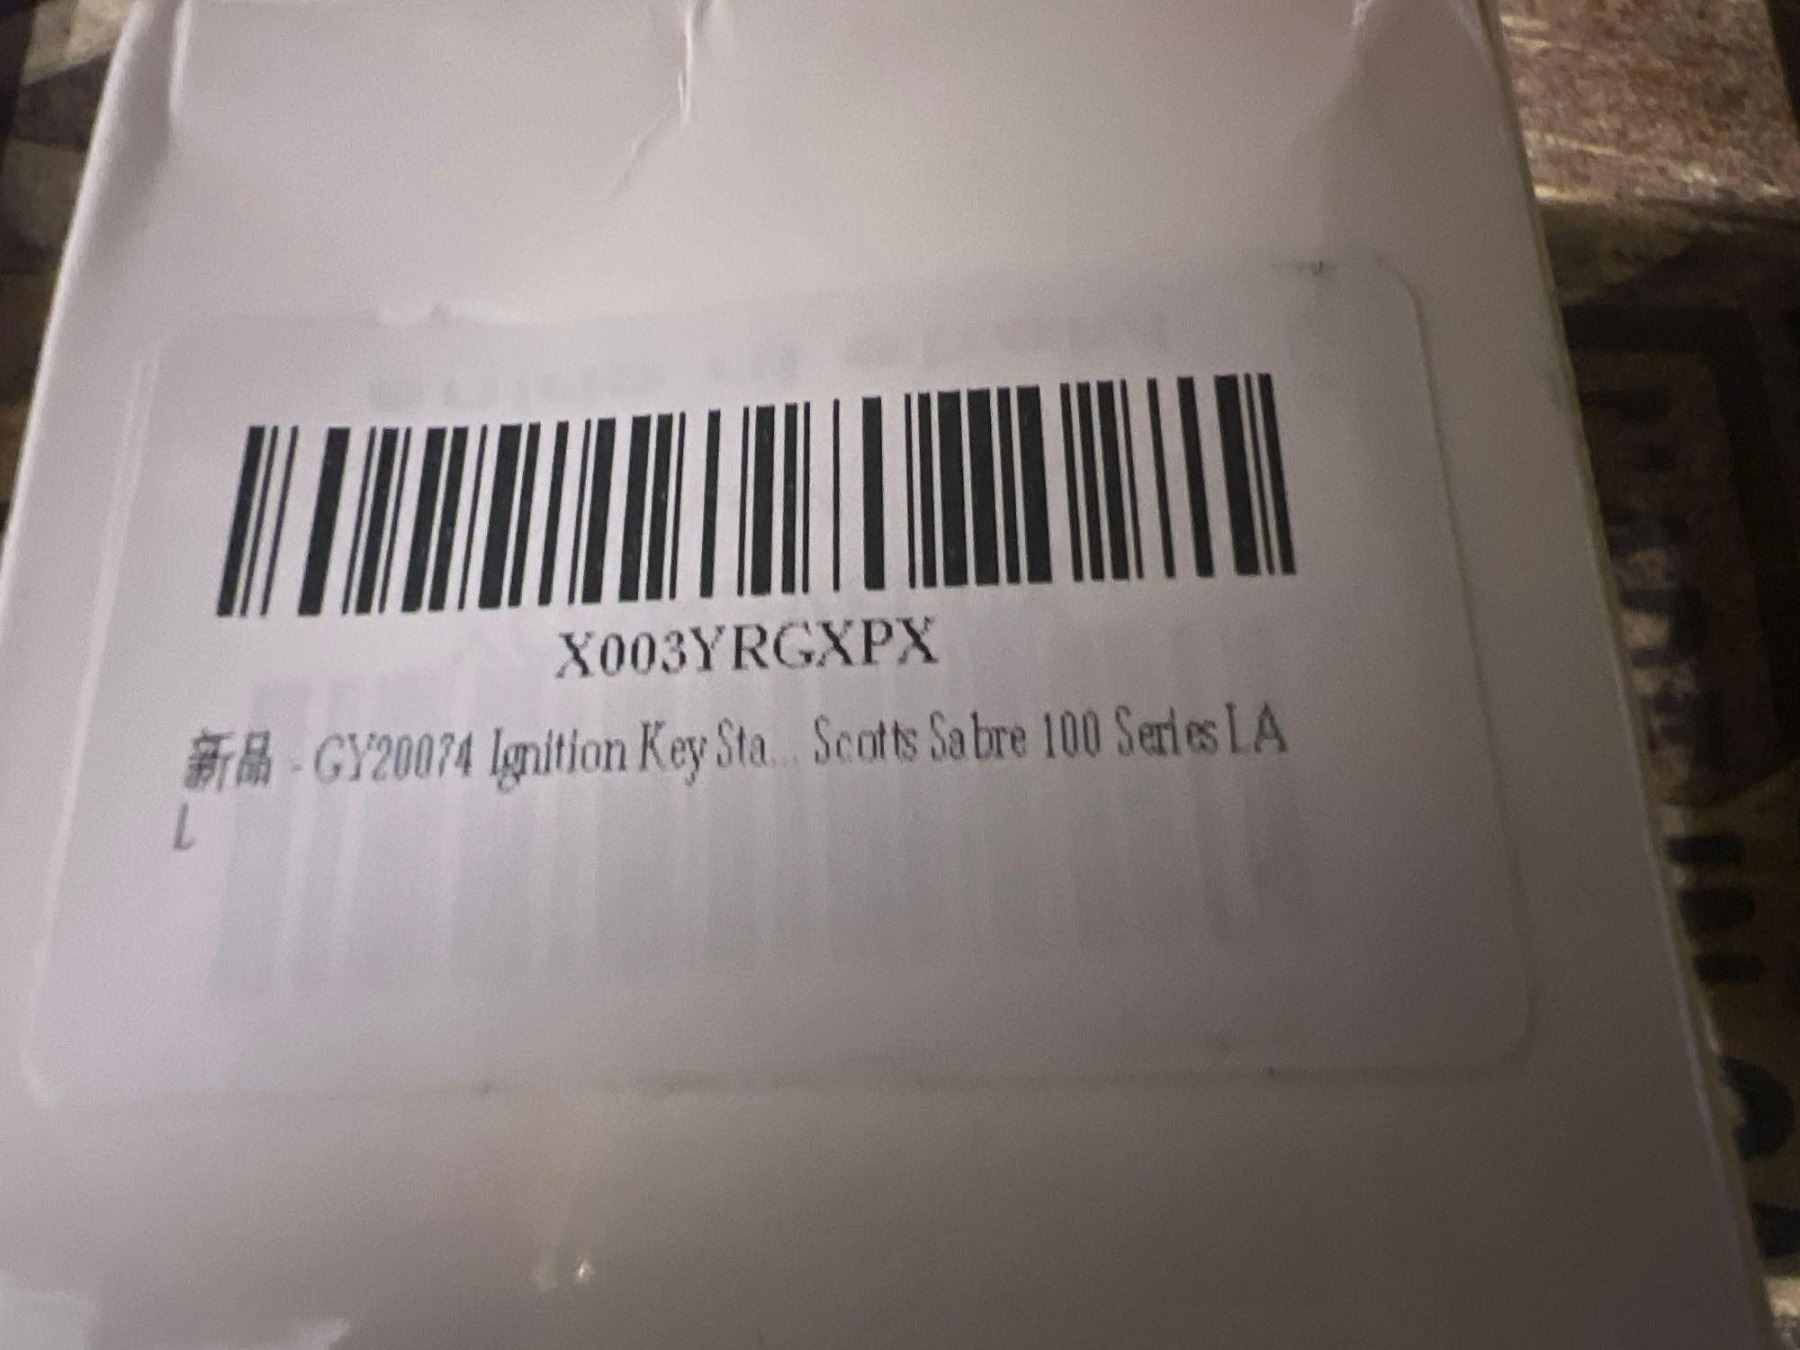 X003YRGXPX
新品 - GY20074 Ignition Key Sta... Scotts Sabre 100 Series LA
L